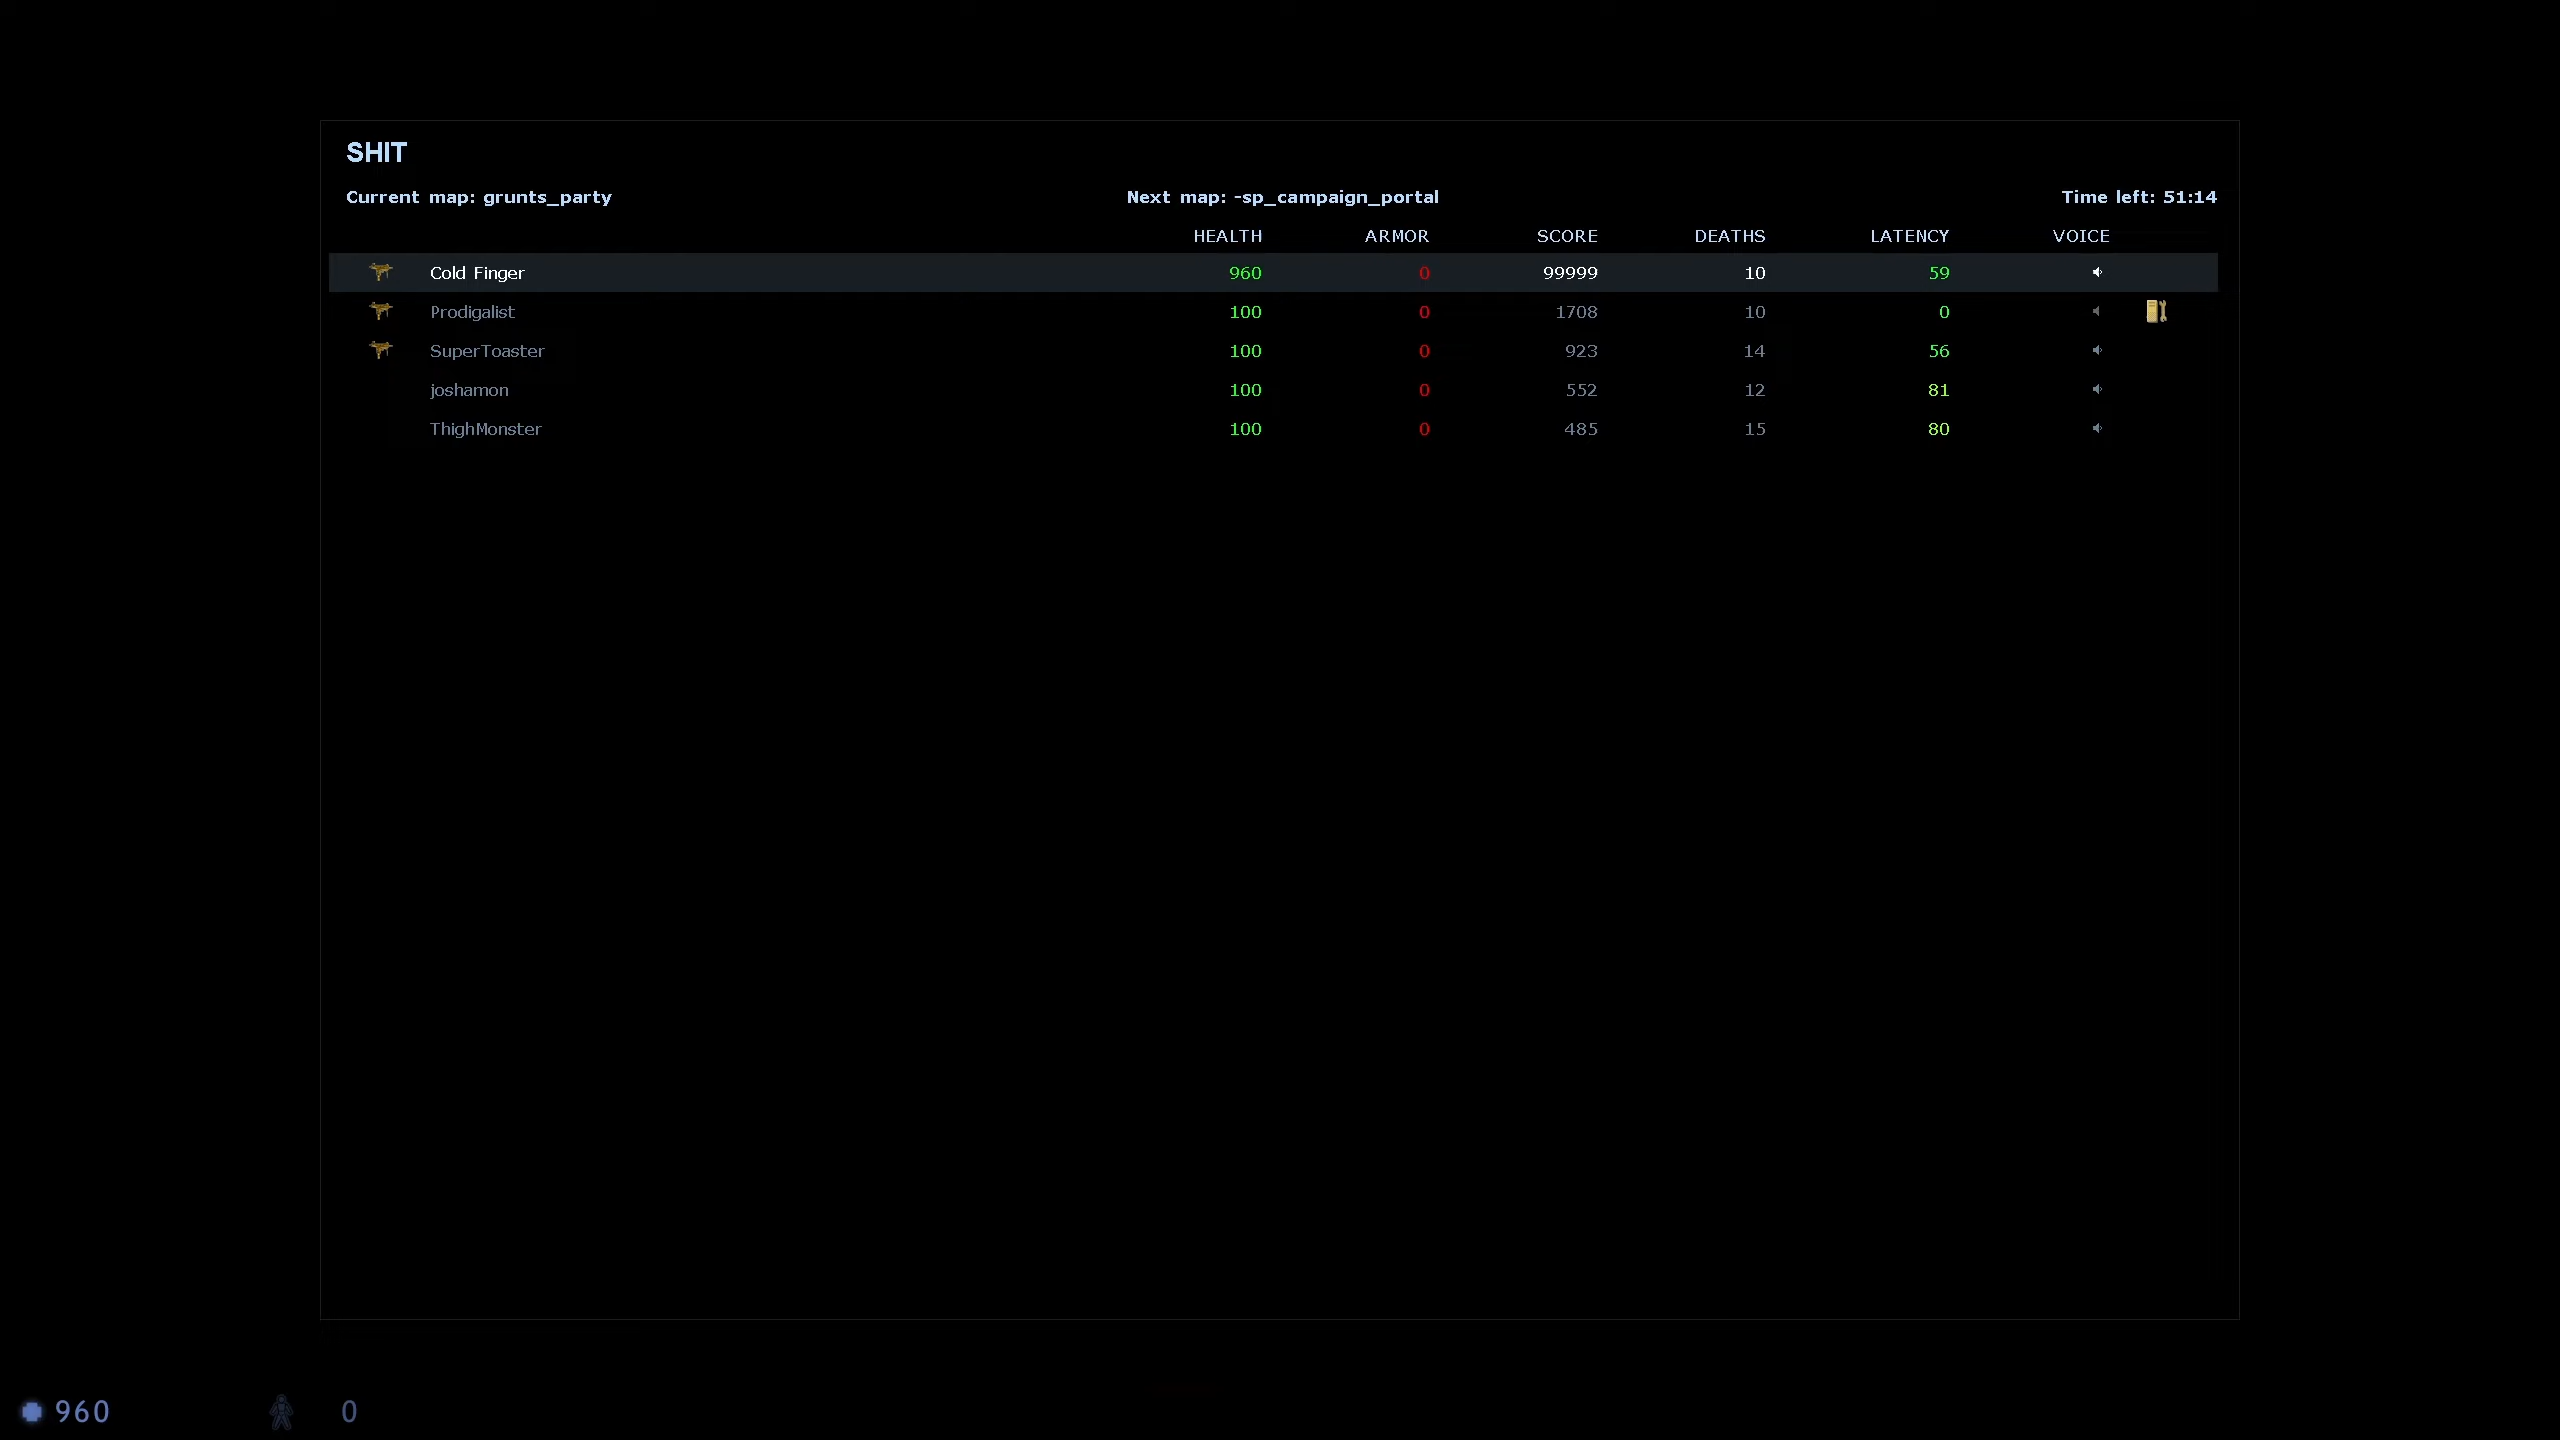 SHIT
Current map: grunts_party Next map: -sp_campaign_portal Time left: 51:14
HEALTH ARMOR SCORE DEATHS LATENCY VOICE
Cold Finger 960 0 99999 10 59
Prodigalist 100 0 1708 10 0
SuperToaster 100 0 923 14 56
joshamon 100 0 552 12 81
ThighMonster 100 0 485 15 80
960 0